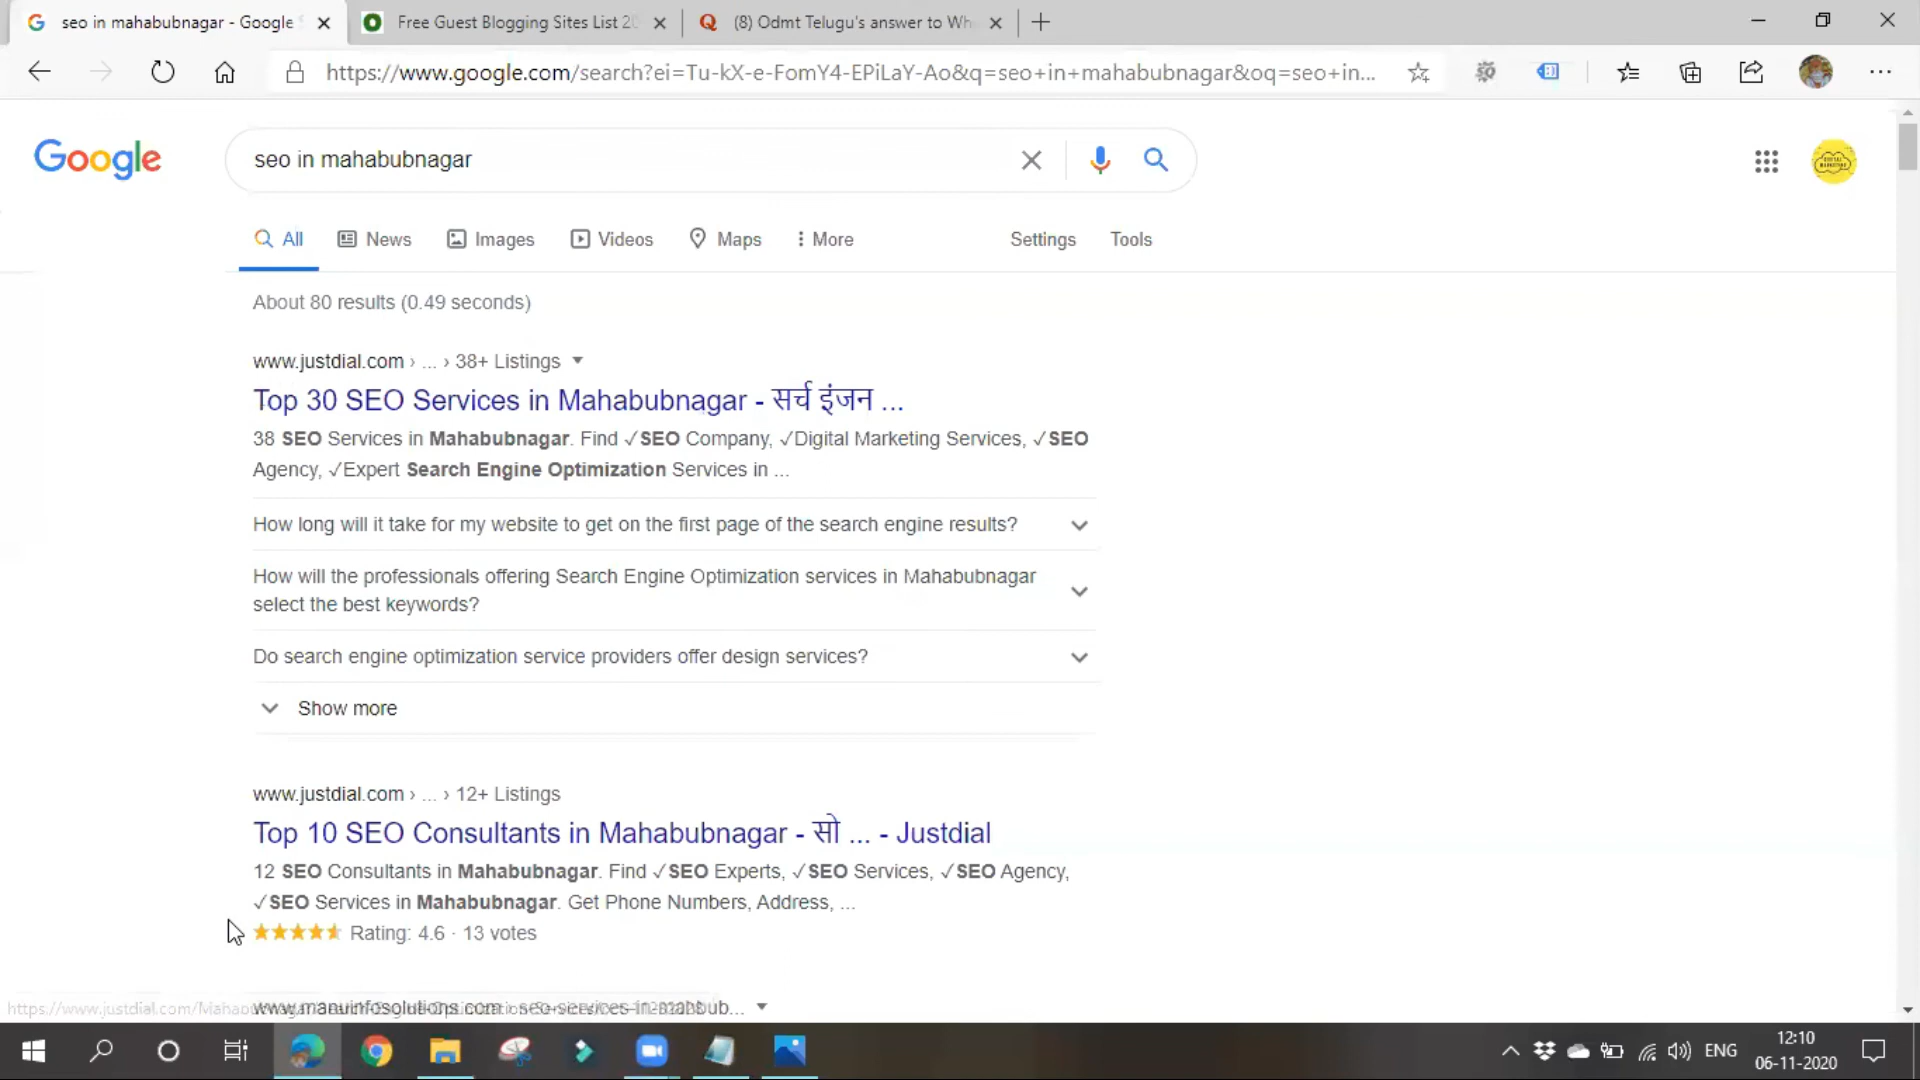 seo in mahabubnagar - Google S
Free Guest Blogging Sites List 20
(8) Odmt Telugu's answer to Wh
https://www.google.com/search?ei=Tu-kX-e-FomY4-EPiLaY-Ao&q=seo+in+mahabubnagar&oq=seo+in...
Google
seo in mahabubnagar
All
News
Images
Videos
Maps
More
Settings
Tools
About 80 results (0.49 seconds)
www.justdial.com › ... › 38+ Listings
Top 30 SEO Services in Mahabubnagar - सर्च इंजन ...
38 SEO Services in Mahabubnagar. Find ✓SEO Company, ✓Digital Marketing Services, ✓SEO
Agency, ✓Expert Search Engine Optimization Services in ...
How long will it take for my website to get on the first page of the search engine results?
How will the professionals offering Search Engine Optimization services in Mahabubnagar
select the best keywords?
Do search engine optimization service providers offer design services?
Show more
www.justdial.com › ... › 12+ Listings
Top 10 SEO Consultants in Mahabubnagar - सो ... - Justdial
12 SEO Consultants in Mahabubnagar. Find ✓SEO Experts, ✓SEO Services, ✓SEO Agency,
✓SEO Services in Mahabubnagar. Get Phone Numbers, Address, ...
Rating: 4.6 · 13 votes
ENG
12:10
06-11-2020